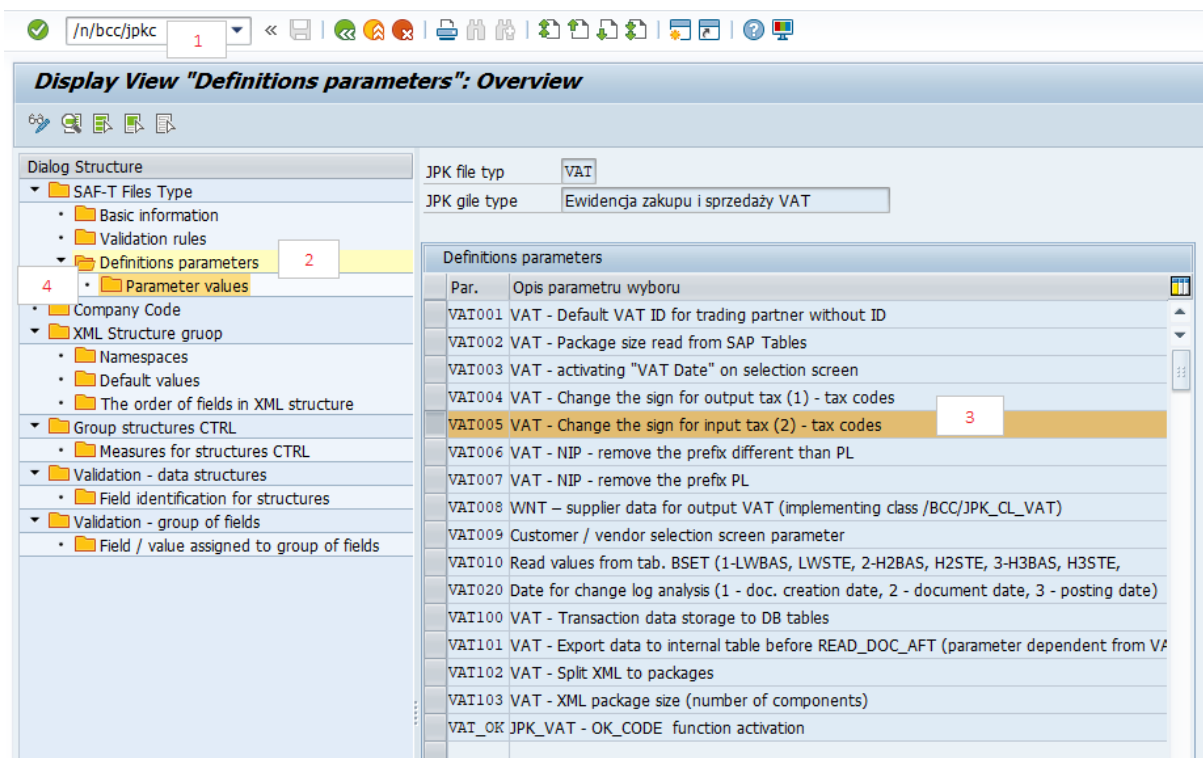 /n/bcc/jpkc
1
Display View "Definitions parameters": Overview
Dialog Structure
SAF-T Files Type
Basic information
Validation rules
Definitions parameters
2
4
Parameter values
Company Code
XML Structure gruop
Namespaces
Default values
The order of fields in XML structure
Group structures CTRL
Measures for structures CTRL
Validation - data structures
Field identification for structures
Validation - group of fields
Field / value assigned to group of fields
JPK file typ VAT
JPK gile type Ewidencja zakupu i sprzedaży VAT
Definitions parameters
Par. Opis parametru wyboru
VAT001 VAT - Default VAT ID for trading partner without ID
VAT002 VAT - Package size read from SAP Tables
VAT003 VAT - activating "VAT Date" on selection screen
VAT004 VAT - Change the sign for output tax (1) - tax codes
VAT005 VAT - Change the sign for input tax (2) - tax codes
3
VAT006 VAT - NIP - remove the prefix different than PL
VAT007 VAT - NIP - remove the prefix PL
VAT008 WNT – supplier data for output VAT (implementing class /BCC/JPK_CL_VAT)
VAT009 Customer / vendor selection screen parameter
VAT010 Read values from tab. BSET (1-LWBAS, LWSTE, 2-H2BAS, H2STE, 3-H3BAS, H3STE,
VAT020 Date for change log analysis (1 - doc. creation date, 2 - document date, 3 - posting date)
VAT100 VAT - Transaction data storage to DB tables
VAT101 VAT - Export data to internal table before READ_DOC_AFT (parameter dependent from VA
VAT102 VAT - Split XML to packages
VAT103 VAT - XML package size (number of components)
VAT_OK JPK_VAT - OK_CODE function activation